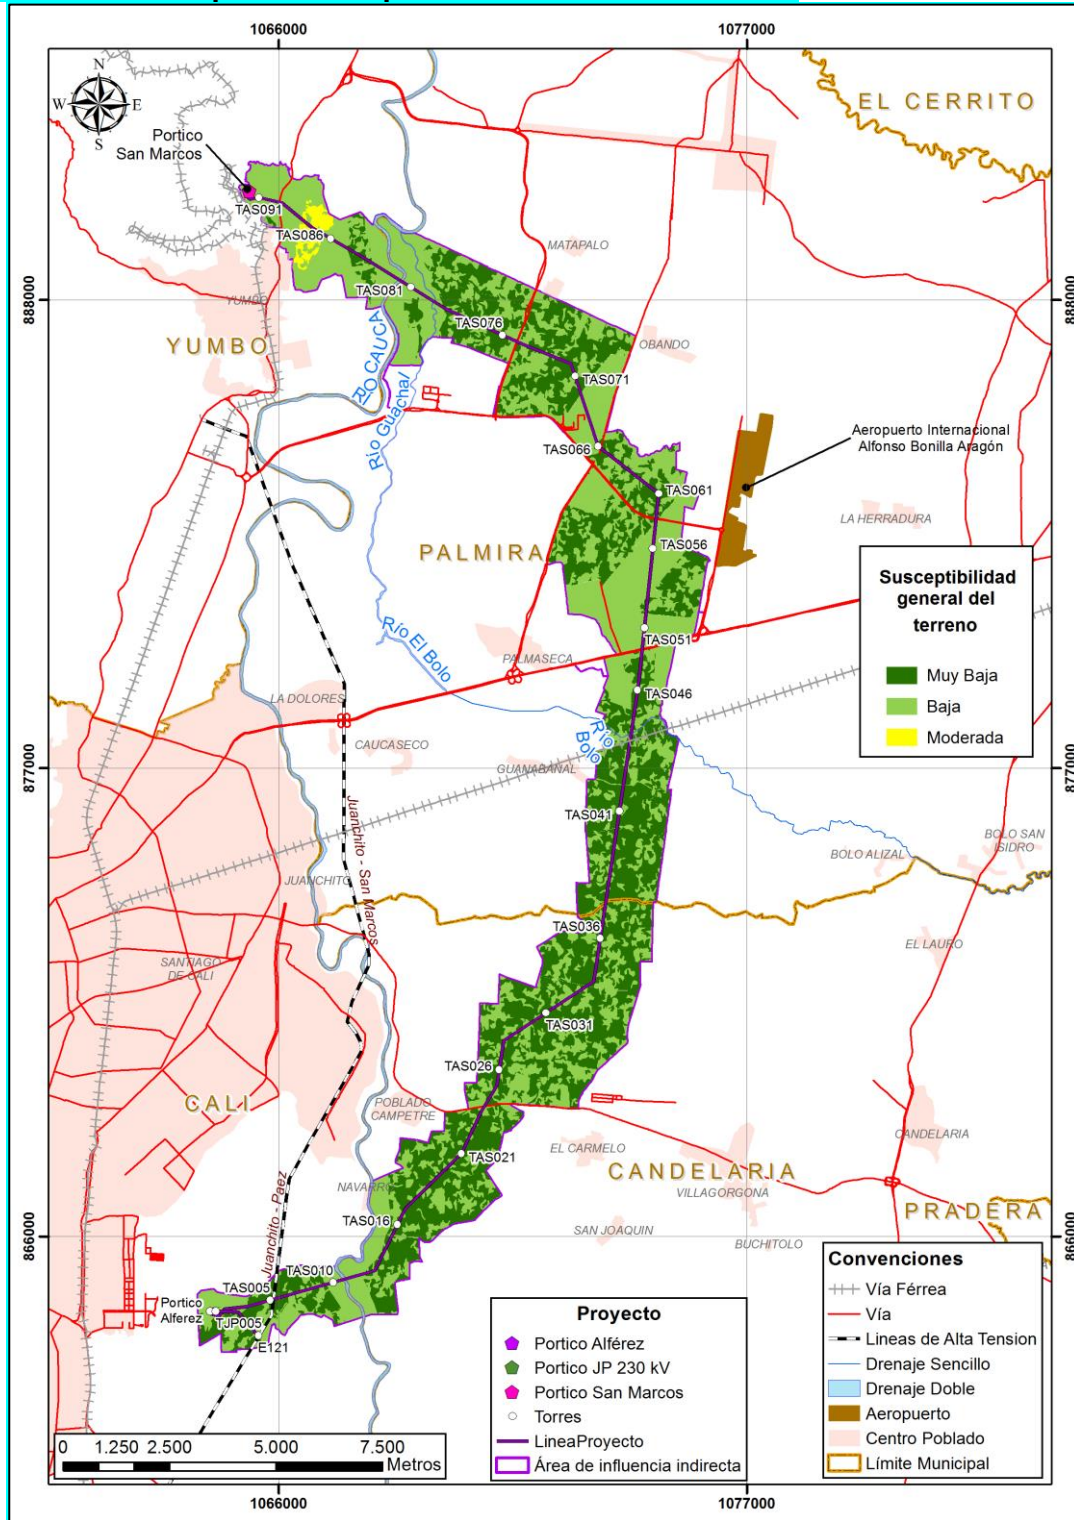 1066000
1077000
N
W
E
S
EL CERRITO
Portico
San Marcos
TAS091
TAS086
MATAPALO
TAS081
888000
888000
YUMBO
TAS076
YUMBO
RÍO CAUCA
OBANDO
TAS071
Río Guachal
TAS066
Aeropuerto Internacional
Alfonso Bonilla Aragón
TAS061
LA HERRADURA
PALMIRA
TAS056
Susceptibilidad
general del
terreno
Muy Baja
Baja
Moderada
Río El Bolo
TAS051
PALMASECA
TAS046
LA DOLORES
Río
Bolo
CAUCASECO
GUANABANAL
877000
877000
TAS041
Juanchito - San Marcos
BOLO SAN
ISIDRO
BOLO ALIZAL
JUANCHITO
TAS036
EL LAURO
SANTIAGO
DE CALI
TAS031
TAS026
CALI
POBLADO
CAMPETRE
CANDELARIA
EL CARMELO
TAS021
CANDELARIA
VILLAGORGONA
NAVARRO
PRADERA
TAS016
SAN JOAQUIN
BUCHITOLO
866000
866000
Juanchito - Paez
TAS010
TAS005
Portico
Alferez
TJP005
E121
Proyecto
Portico Alférez
Portico JP 230 kV
Portico San Marcos
Torres
LineaProyecto
Área de influencia indirecta
Convenciones
Vía Férrea
Vía
Lineas de Alta Tension
Drenaje Sencillo
Drenaje Doble
Aeropuerto
Centro Poblado
Límite Municipal
0 1.250 2.500 5.000 7.500
Metros
1066000
1077000